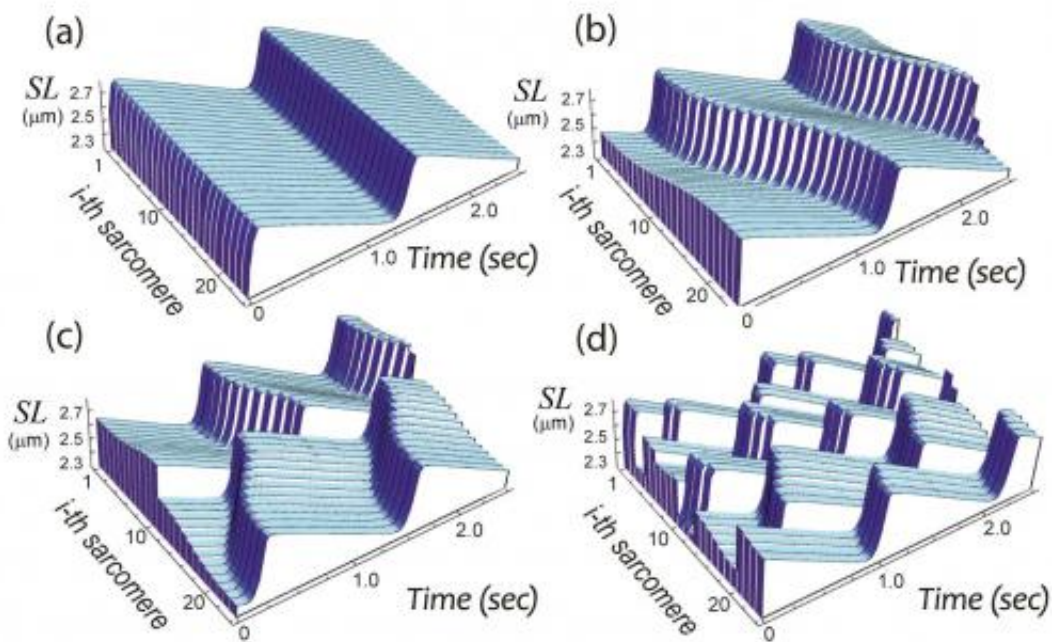 (a)
SL
(μm)
2.7
2.5
2.3
1
10
20
i-th sarcomere
0
1.0
2.0
Time (sec)
(b)
SL
(μm)
2.7
2.5
2.3
1
10
20
i-th sarcomere
0
1.0
2.0
Time (sec)
(c)
SL
(μm)
2.7
2.5
2.3
1
10
20
i-th sarcomere
0
1.0
2.0
Time (sec)
(d)
SL
(μm)
2.7
2.5
2.3
1
10
20
i-th sarcomere
0
1.0
2.0
Time (sec)